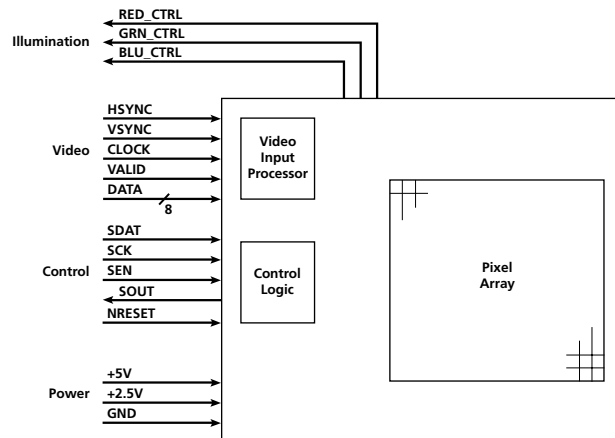 RED_CTRL
Illumination
GRN_CTRL
BLU_CTRL
HSYNC
VSYNC
Video
CLOCK
VALID
DATA
8
Video
Input
Processor
SDAT
SCK
Control
SEN
SOUT
NRESET
Control
Logic
Pixel
Array
+5V
Power
+2.5V
GND